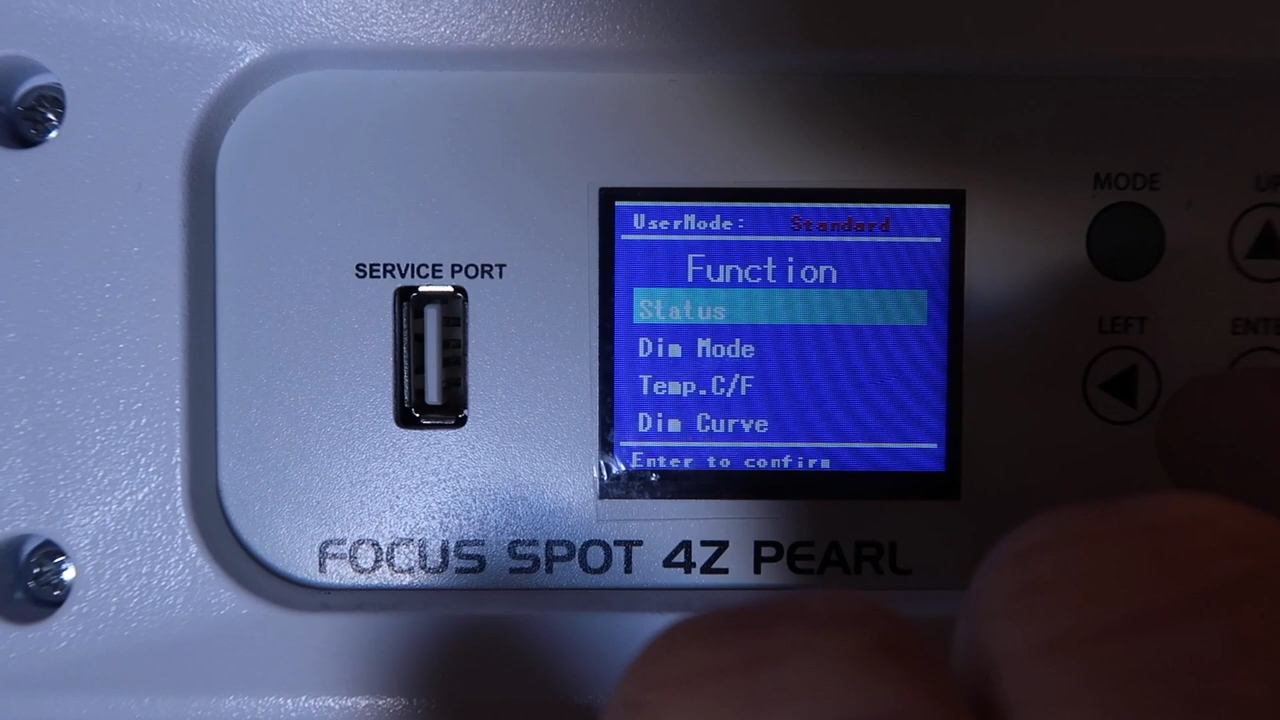 MODE
UserMode: Standard
Function
SERVICE PORT
Status
LEFT
Dim Mode
Temp.C/F
Dim Curve
Enter to confirm
FOCUS SPOT 4Z PEARL